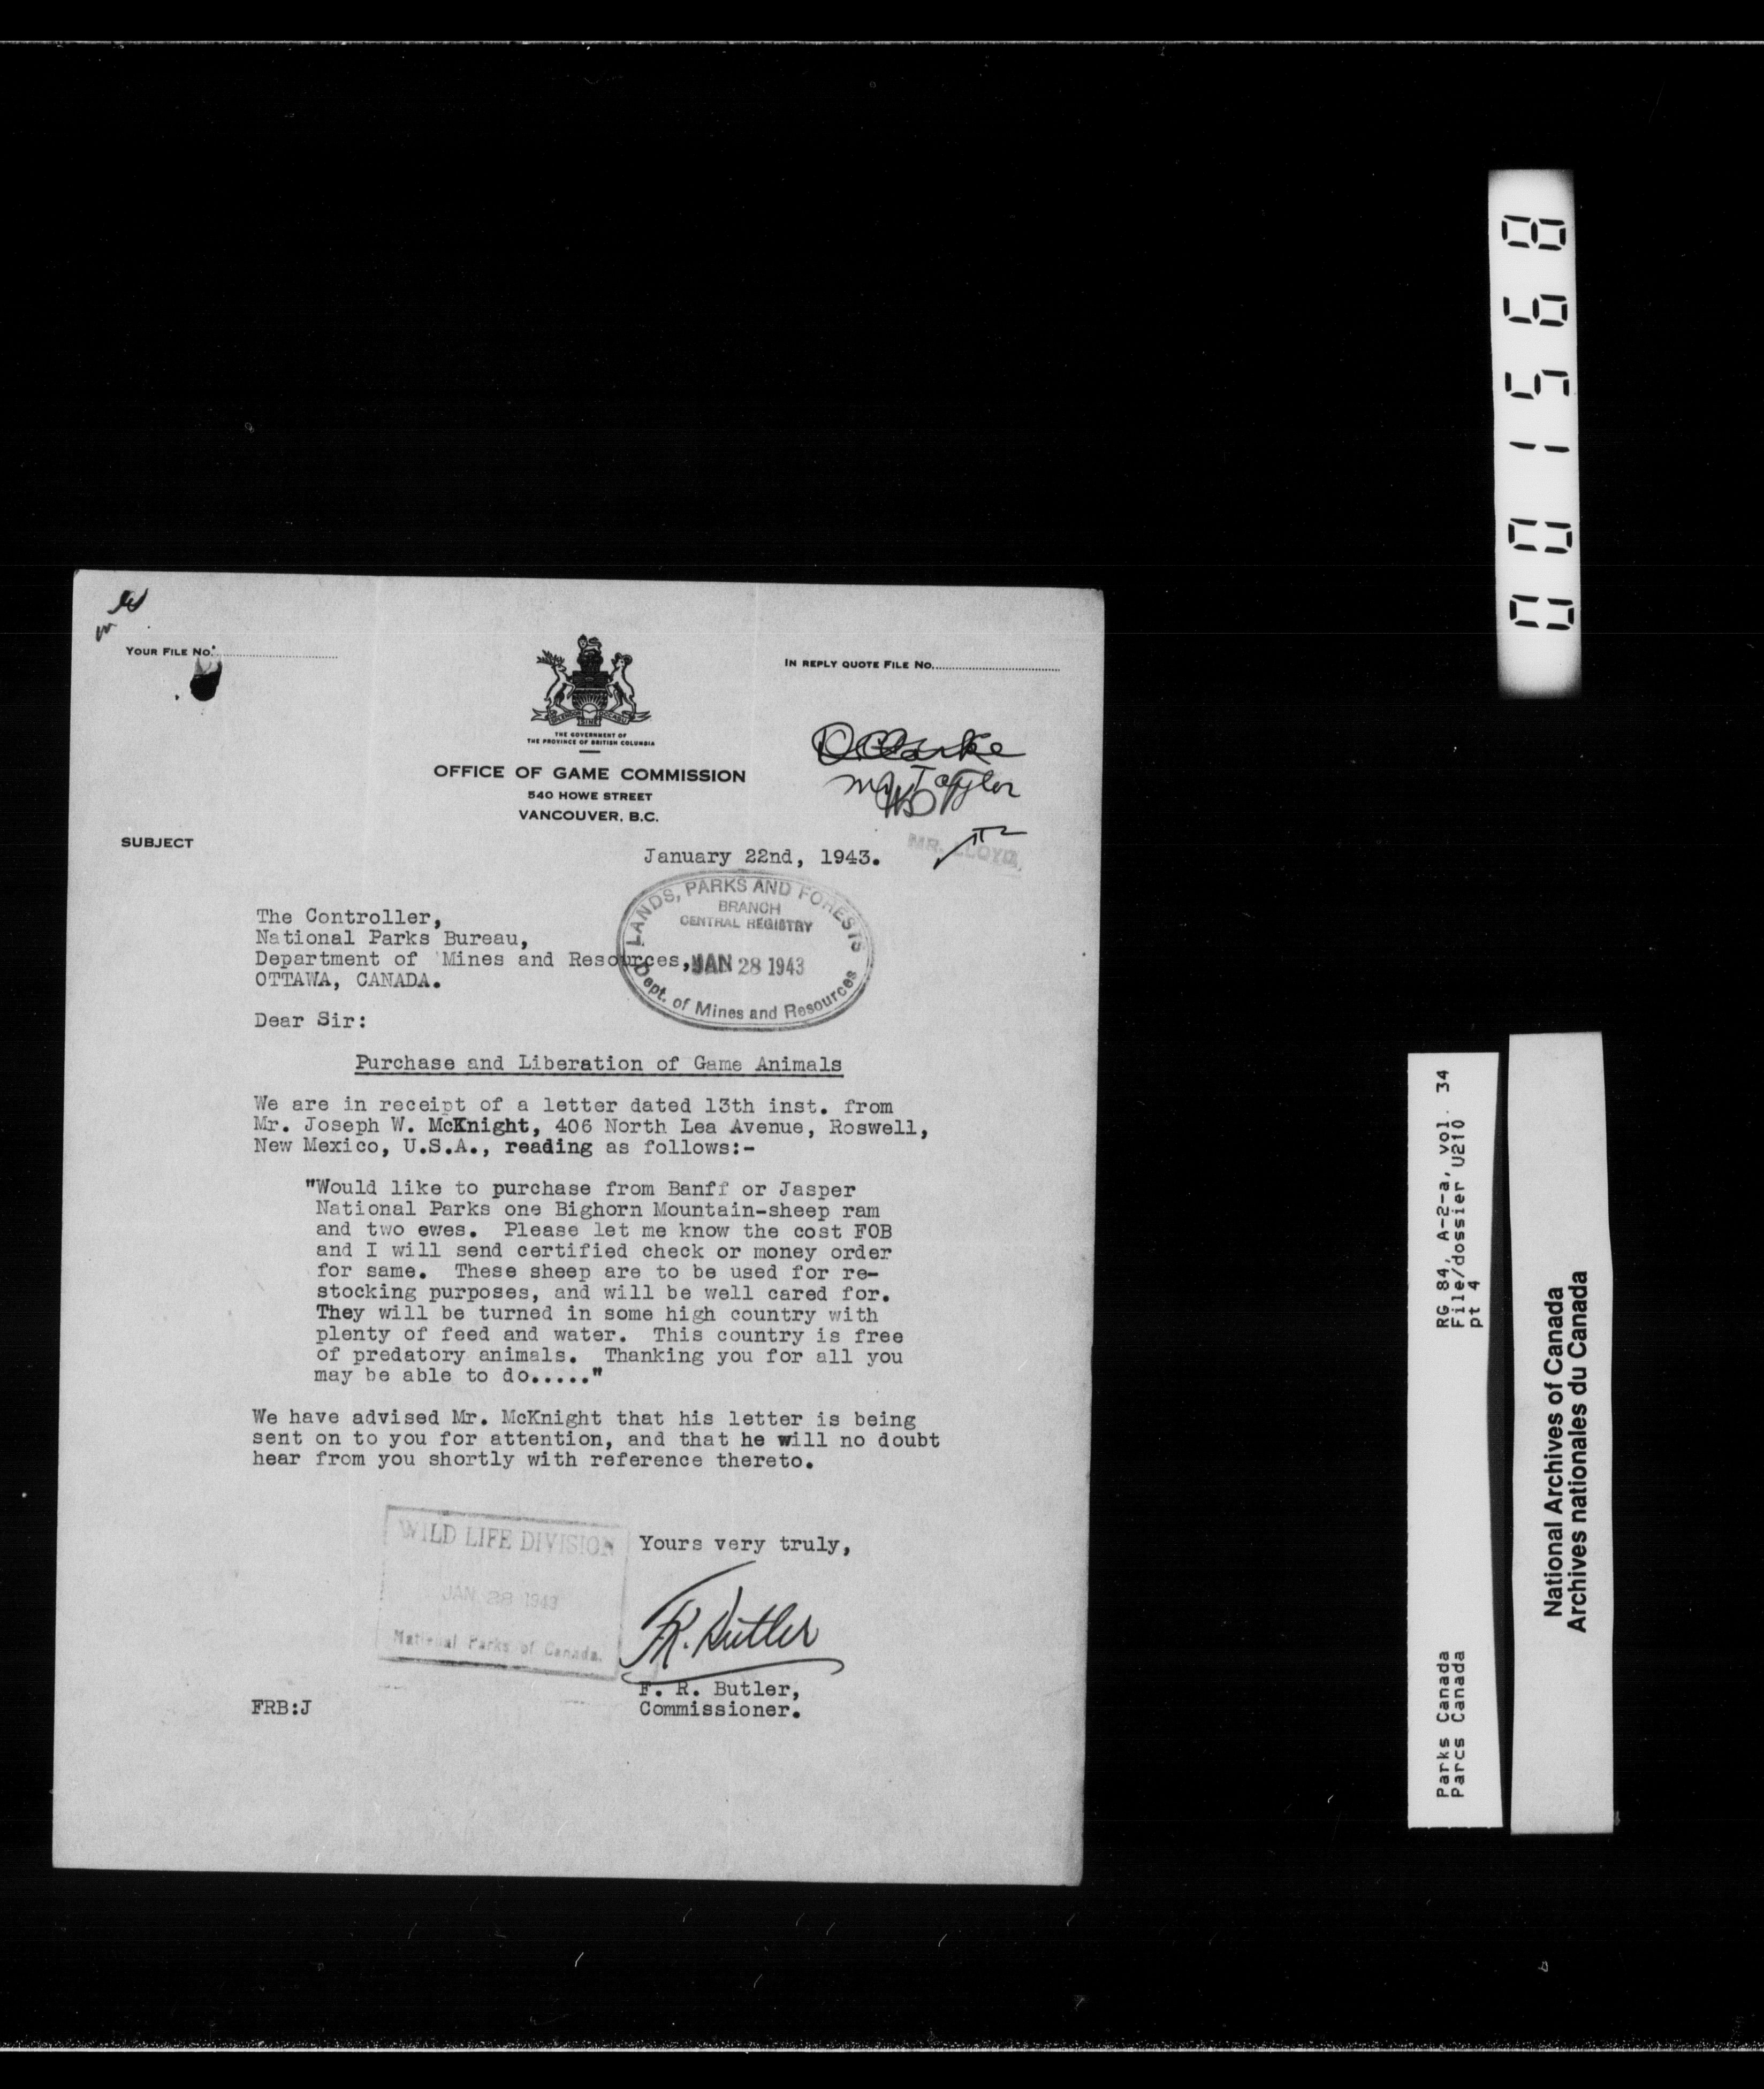 YOUR FILE No.
IN REPLY QUOTE FILE No.
THE GOVERNMENT OF
THE PROVINCE OF BRITISH COLUMBIA
OFFICE OF GAME COMMISSION
540 HOWE STREET
VANCOUVER, B.C.
Clarke
Mr Taylor
SUBJECT
MR. LLOYD
January 22nd, 1943.
LANDS, PARKS AND FORESTS
BRANCH
CENTRAL REGISTRY
JAN 28 1943
Dept. of Mines and Resources
The Controller,
National Parks Bureau,
Department of Mines and Resources,
OTTAWA, CANADA.
Dear Sir:
Purchase and Liberation of Game Animals
We are in receipt of a letter dated 13th inst. from
Mr. Joseph W. McKnight, 406 North Lea Avenue, Roswell,
New Mexico, U.S.A., reading as follows:-
"Would like to purchase from Banff or Jasper
National Parks one Bighorn Mountain-sheep ram
and two ewes. Please let me know the cost FOB
and I will send certified check or money order
for same. These sheep are to be used for re-
stocking purposes, and will be well cared for.
They will be turned in some high country with
plenty of feed and water. This country is free
of predatory animals. Thanking you for all you
may be able to do....."
We have advised Mr. McKnight that his letter is being
sent on to you for attention, and that he will no doubt
hear from you shortly with reference thereto.
WILD LIFE DIVISION
JAN 28 1943
National Parks of Canada.
Yours very truly,
F.R. Butler
F. R. Butler,
Commissioner.
FRB:J
001568
RG 84, A-2-a, vol. 34
File/dossier U210
pt 4
Parks Canada
Parcs Canada
National Archives of Canada
Archives nationales du Canada